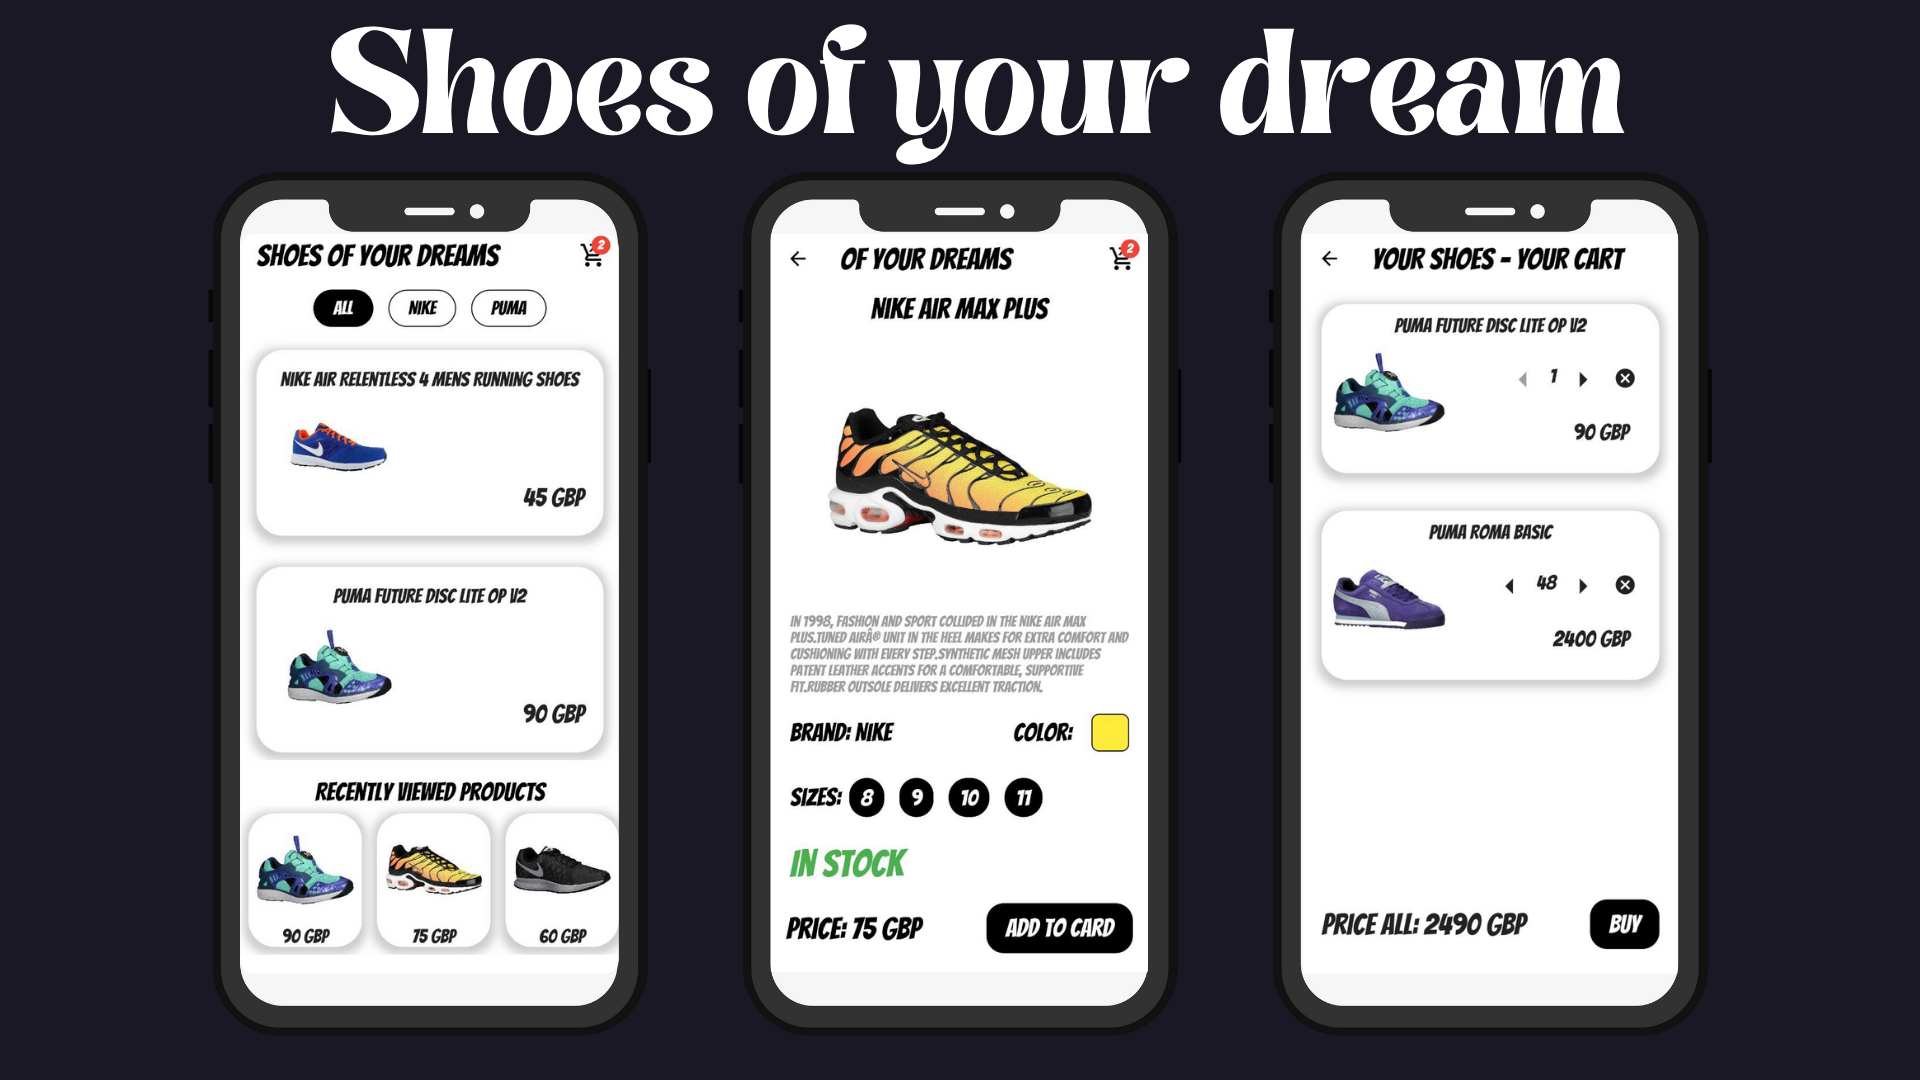 Shoes of your dream
SHOES OF YOUR DREAMS
2
ALL
NIKE
PUMA
NIKE AIR RELENTLESS 4 MENS RUNNING SHOES
45 GBP
PUMA FUTURE DISC LITE OP V2
90 GBP
RECENTLY VIEWED PRODUCTS
90 GBP
75 GBP
60 GBP
OF YOUR DREAMS
2
NIKE AIR MAX PLUS
IN 1998, FASHION AND SPORT COLLIDED IN THE NIKE AIR MAX
PLUS.TUNED AIRÂ® UNIT IN THE HEEL MAKES FOR EXTRA COMFORT AND
CUSHIONING WITH EVERY STEP.SYNTHETIC MESH UPPER INCLUDES
PATENT LEATHER ACCENTS FOR A COMFORTABLE, SUPPORTIVE
FIT.RUBBER OUTSOLE DELIVERS EXCELLENT TRACTION.
BRAND: NIKE
COLOR:
SIZES: 8 9 10 11
IN STOCK
PRICE: 75 GBP
ADD TO CARD
YOUR SHOES - YOUR CART
PUMA FUTURE DISC LITE OP V2
1
90 GBP
PUMA ROMA BASIC
48
2400 GBP
PRICE ALL: 2490 GBP
BUY